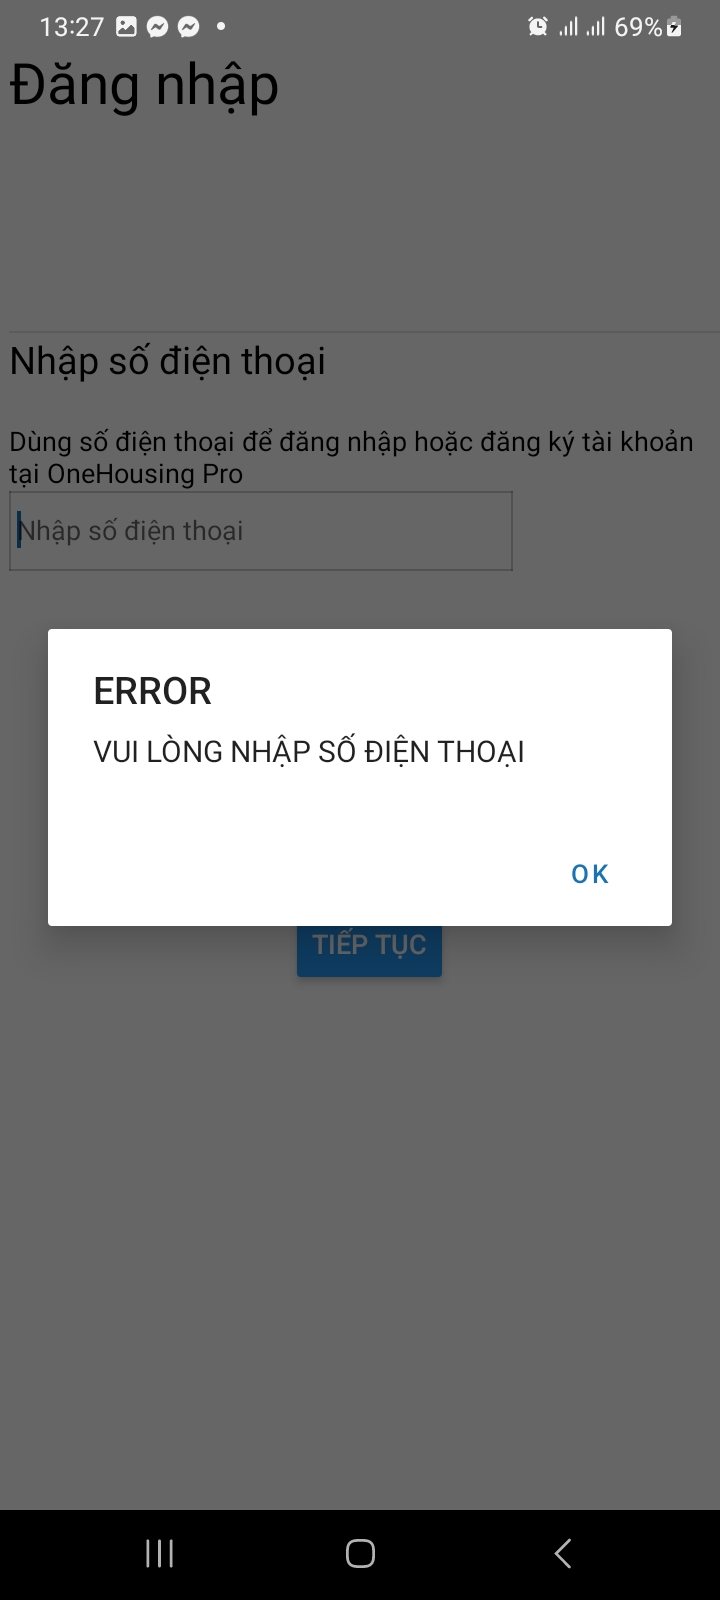 13:27
69%
Đăng nhập
Nhập số điện thoại
Dùng số điện thoại để đăng nhập hoặc đăng ký tài khoản
tại OneHousing Pro
Nhập số điện thoại
ERROR
VUI LÒNG NHẬP SỐ ĐIỆN THOẠI
OK
TIẾP TỤC